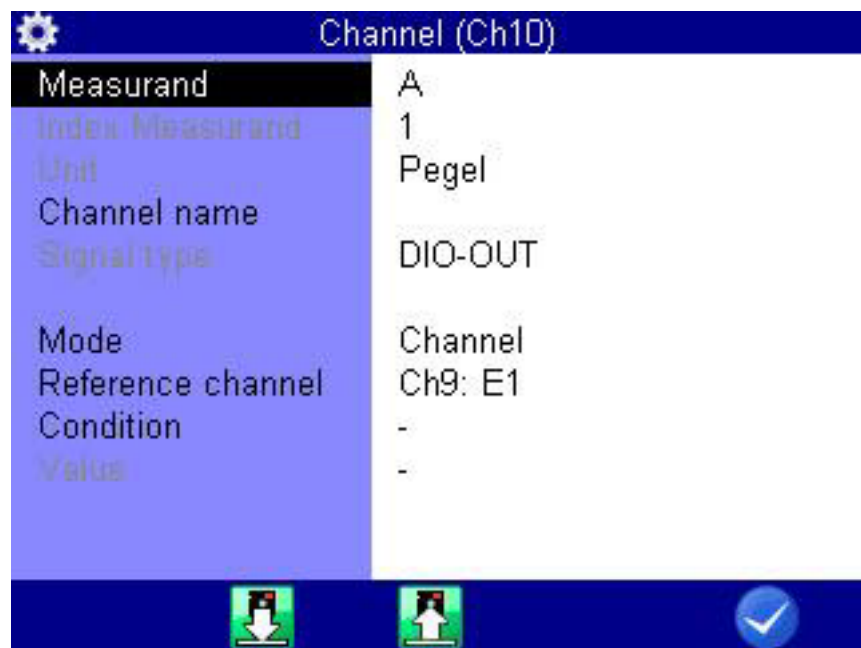 Channel (Ch10)
Measurand A
Index Measurand 1
Unit Pegel
Channel name
Signal type DIO-OUT
Mode Channel
Reference channel Ch9: E1
Condition -
Value -